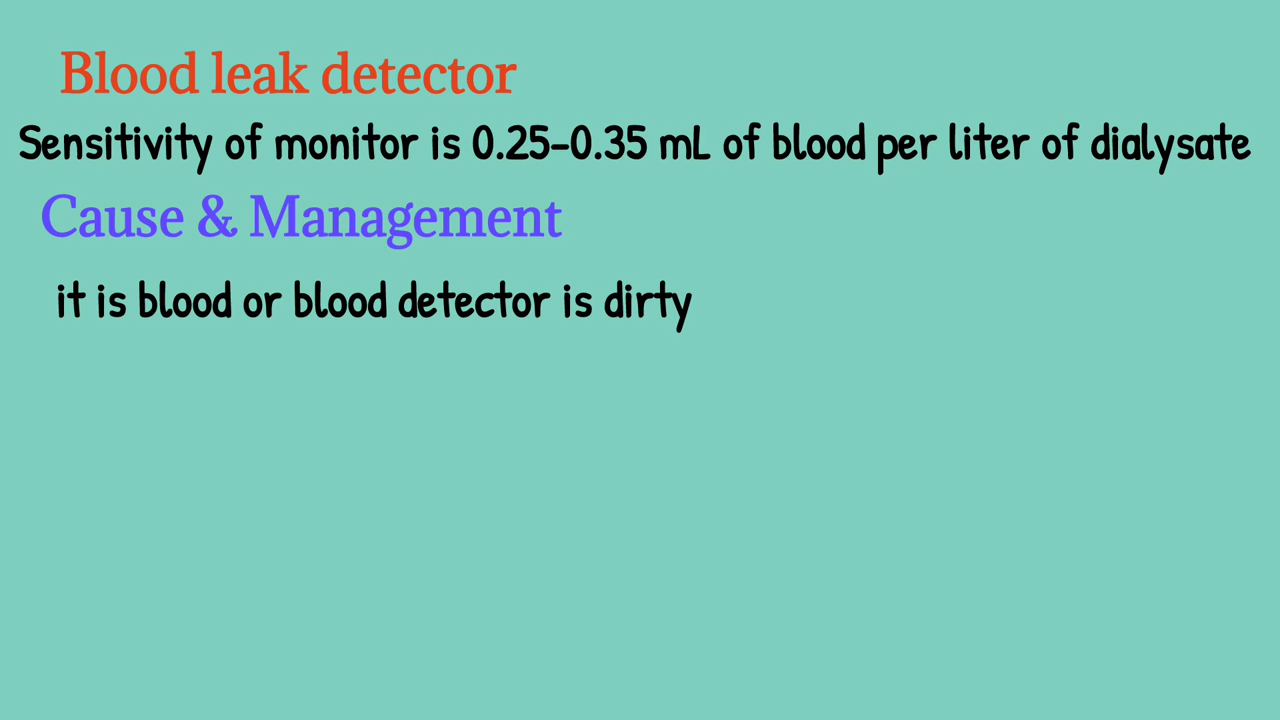 Blood leak detector
Sensitivity of monitor is 0.25-0.35 mL of blood per liter of dialysate
Cause & Management
it is blood or blood detector is dirty